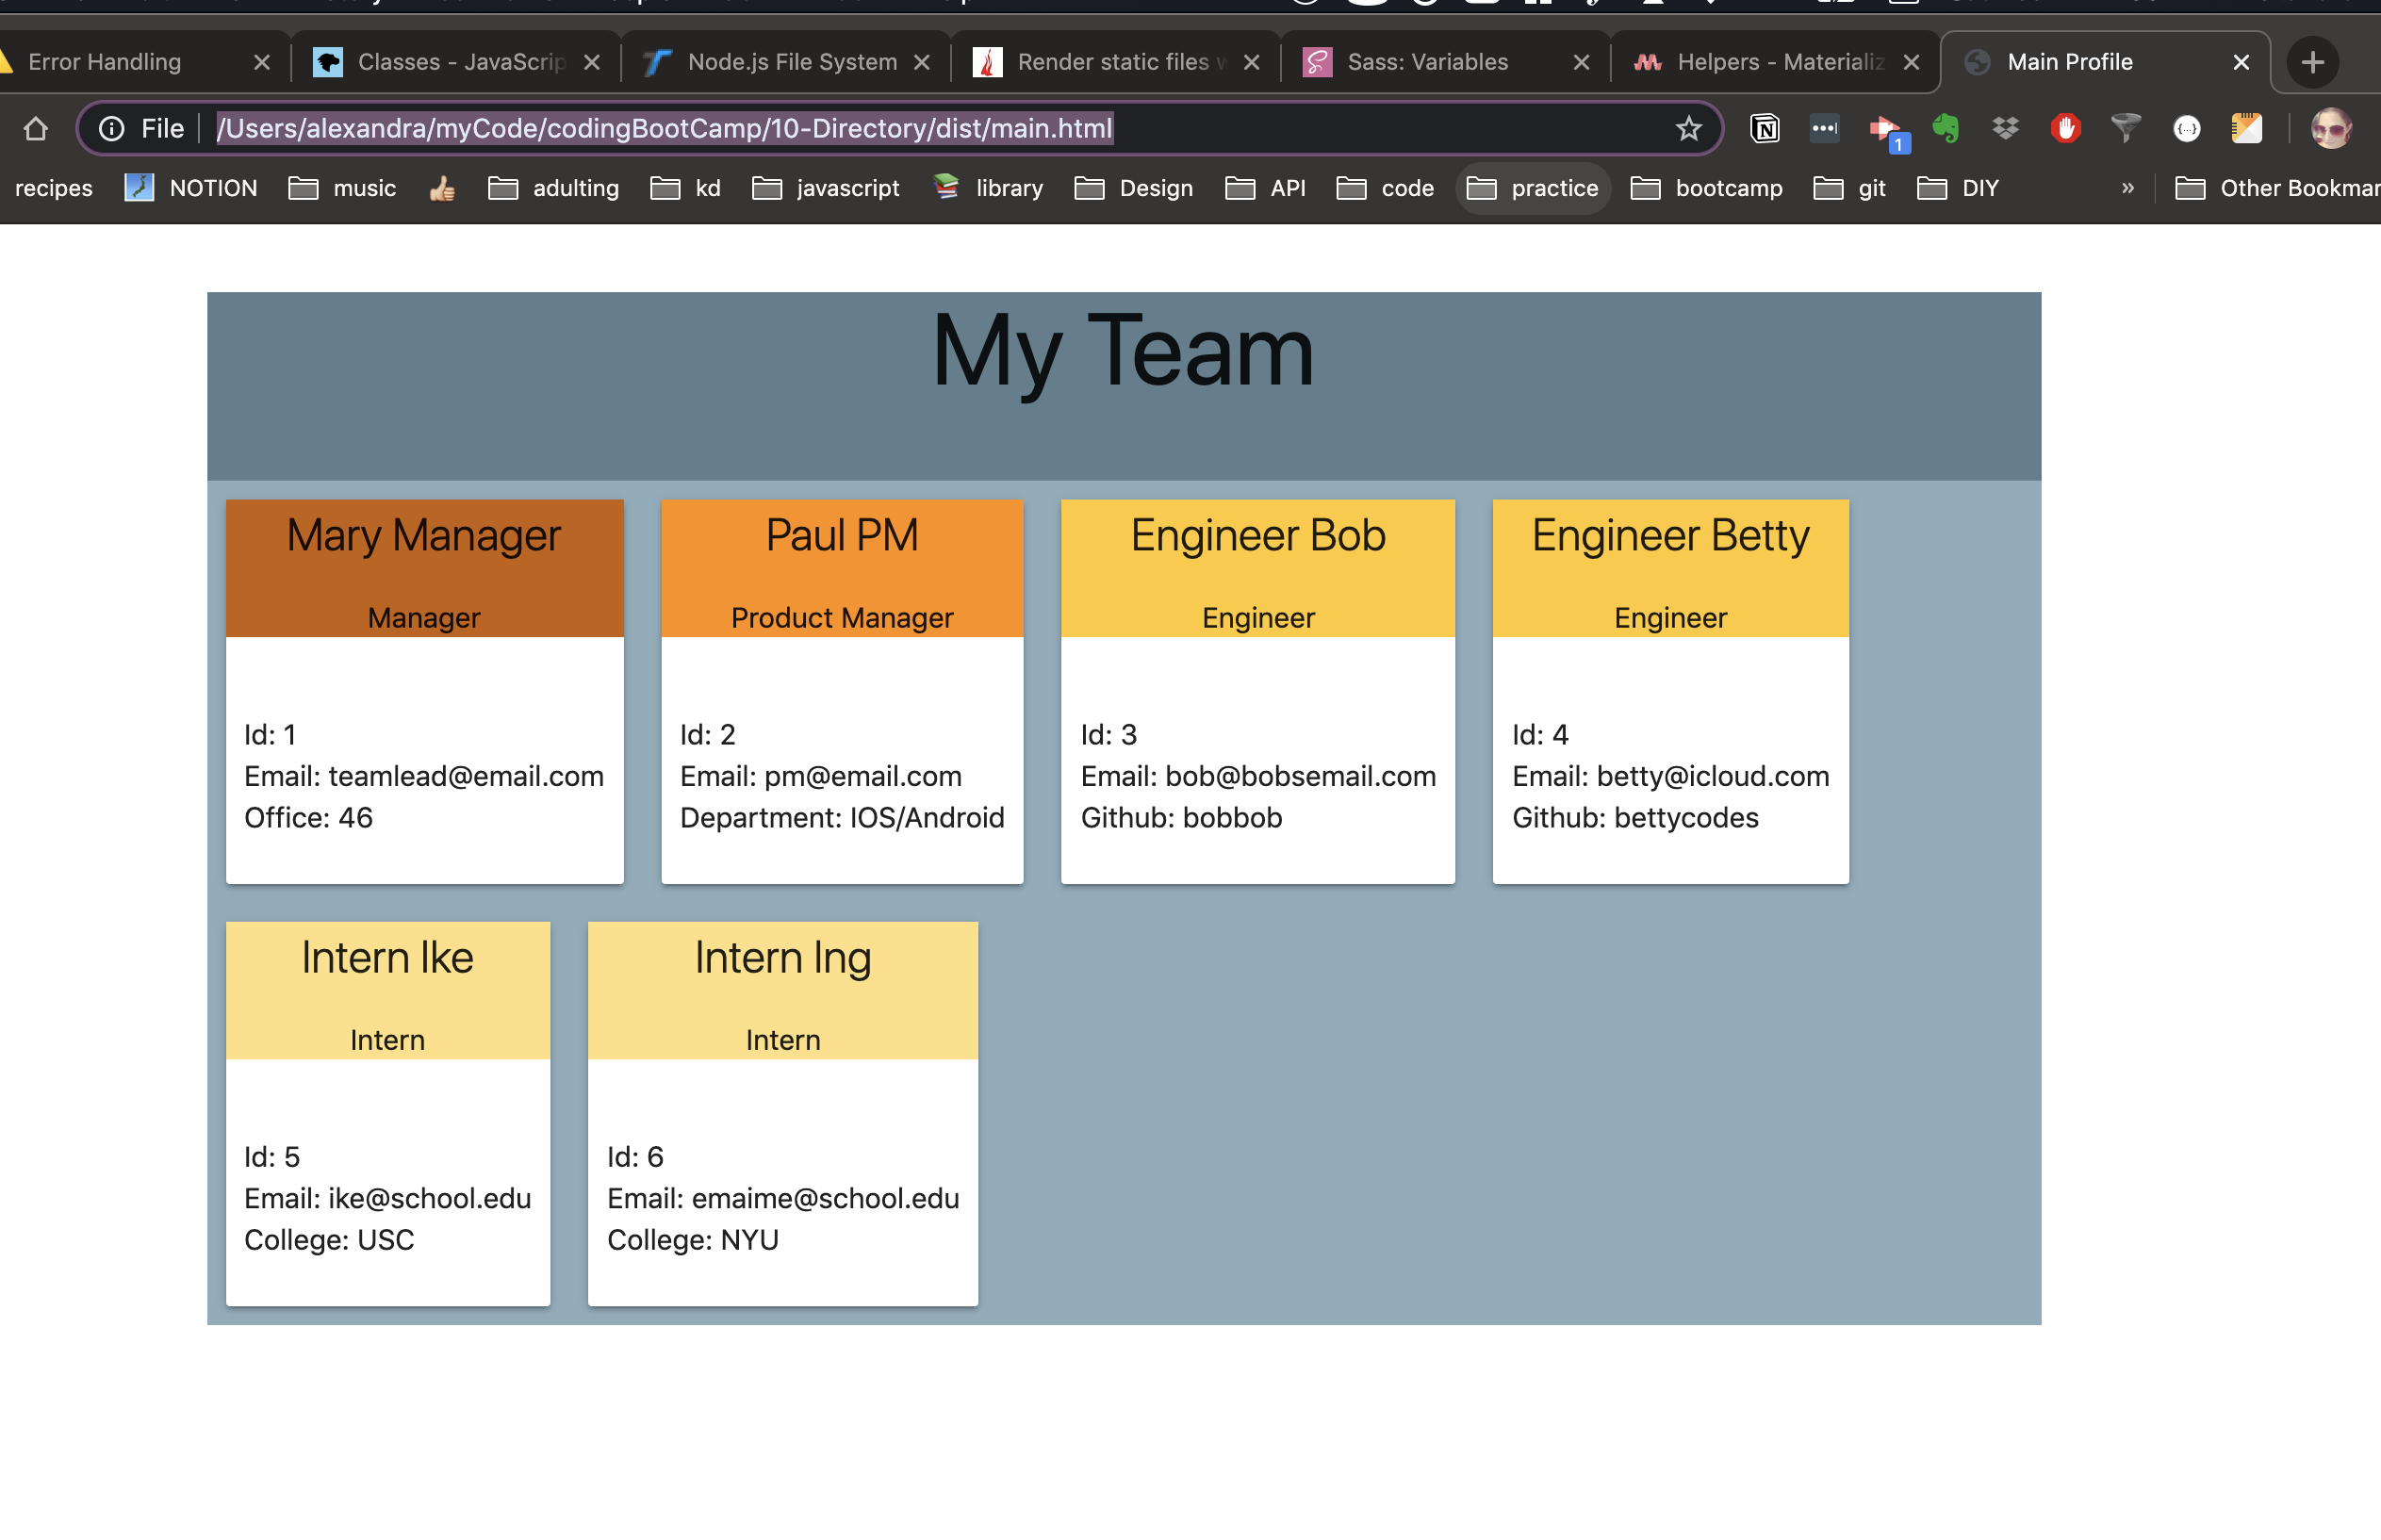 Error Handling
Classes - JavaScrip
Node.js File System
Render static files w
Sass: Variables
Helpers - Materializ
Main Profile
File /Users/alexandra/myCode/codingBootCamp/10-Directory/dist/main.html
1
recipes NOTION music adulting kd javascript library Design API code practice bootcamp git DIY » Other Bookmar
My Team
Mary Manager
Manager
Id: 1
Email: teamlead@email.com
Office: 46
Paul PM
Product Manager
Id: 2
Email: pm@email.com
Department: IOS/Android
Engineer Bob
Engineer
Id: 3
Email: bob@bobsemail.com
Github: bobbob
Engineer Betty
Engineer
Id: 4
Email: betty@icloud.com
Github: bettycodes
Intern Ike
Intern
Id: 5
Email: ike@school.edu
College: USC
Intern Ing
Intern
Id: 6
Email: emaime@school.edu
College: NYU